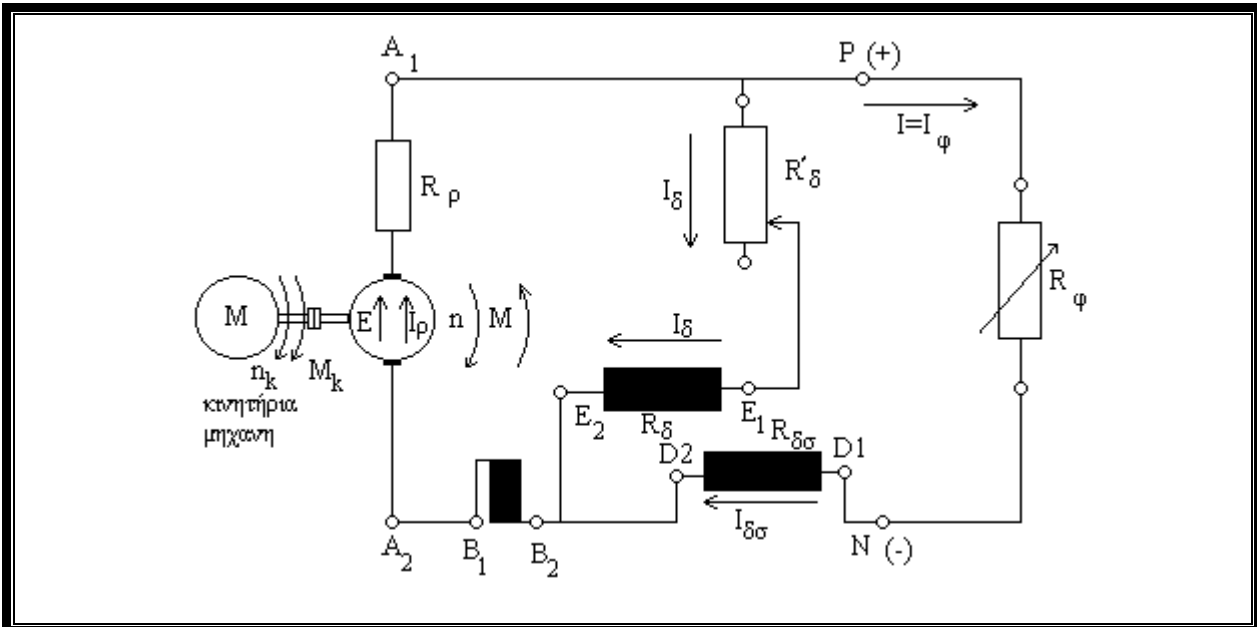 A1
P (+)
I=Iφ
Rρ
Iδ
R΄δ
Rφ
M
E
Iρ
n
M
nk
Mk
κινητήρια
μηχανη
Iδ
E2
Rδ
E1
Rδσ
D2
D1
Iδσ
A2
B1
B2
N (-)